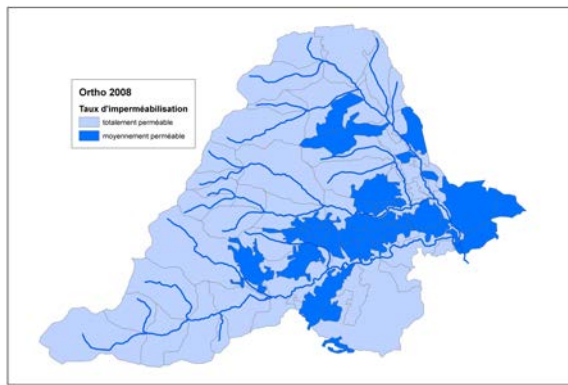 Ortho 2008
Taux d'imperméabilisation
totalement perméable
moyennement perméable